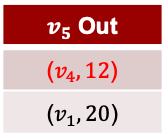 v₅ Out
(v₄, 12)
(v₁, 20)